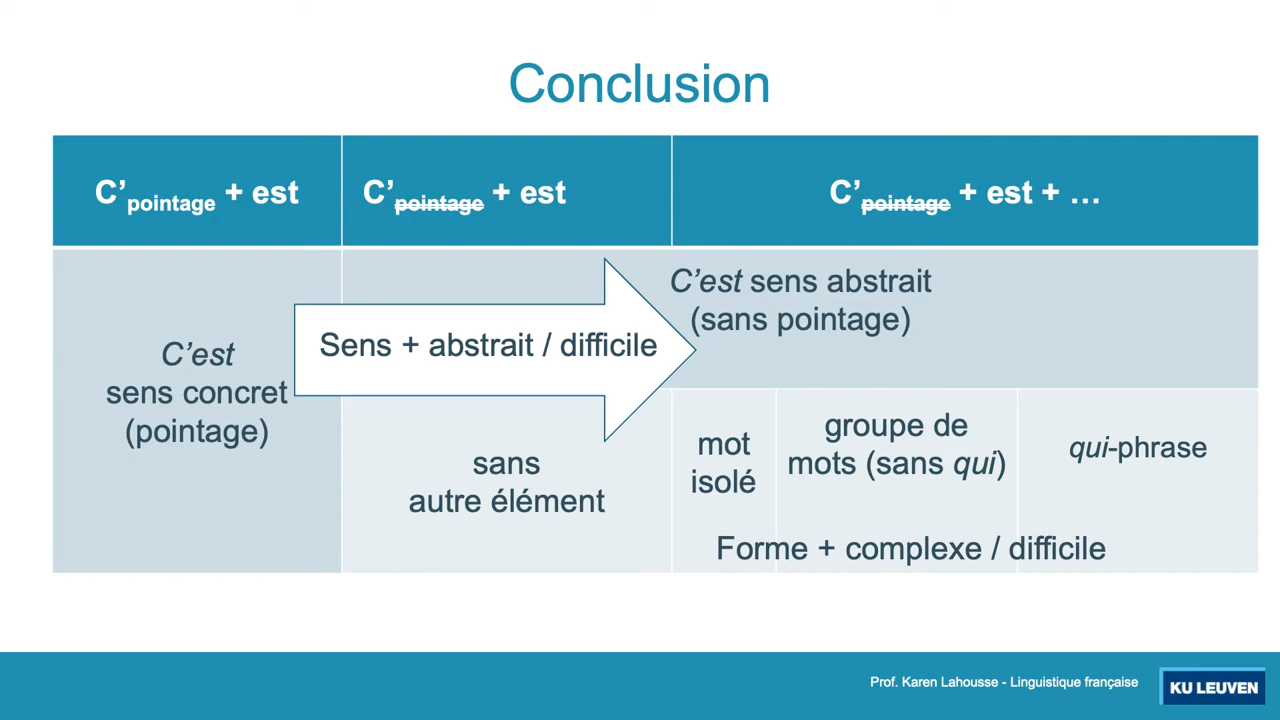 Conclusion
C’pointage + est
C’pointage + est
C’pointage + est + …
C’est sens abstrait
(sans pointage)
Sens + abstrait / difficile
C’est
sens concret
(pointage)
sans
autre élément
mot
isolé
groupe de
mots (sans qui)
qui-phrase
Forme + complexe / difficile
Prof. Karen Lahousse - Linguistique française
KU LEUVEN